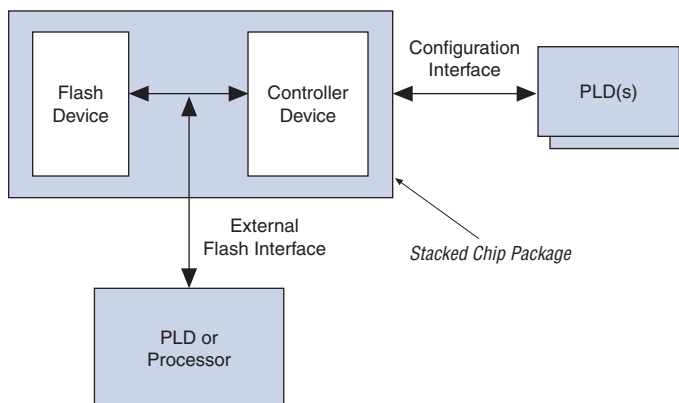 Flash
Device
Controller
Device
Configuration
Interface
PLD(s)
External
Flash Interface
Stacked Chip Package
PLD or
Processor